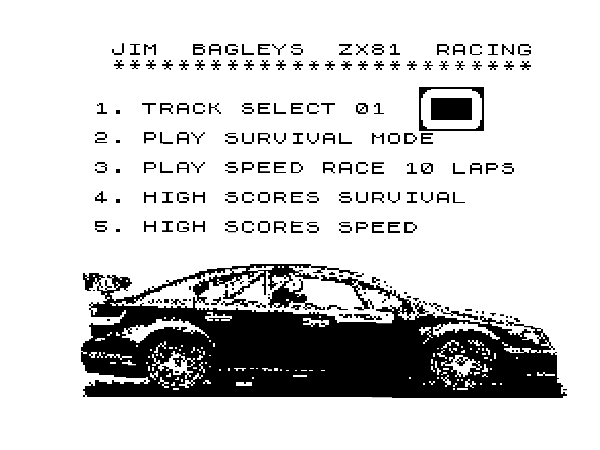 JIM BAGLEYS ZX81 RACING
**************************
1. TRACK SELECT 01
2. PLAY SURVIVAL MODE
3. PLAY SPEED RACE 10 LAPS
4. HIGH SCORES SURVIVAL
5. HIGH SCORES SPEED